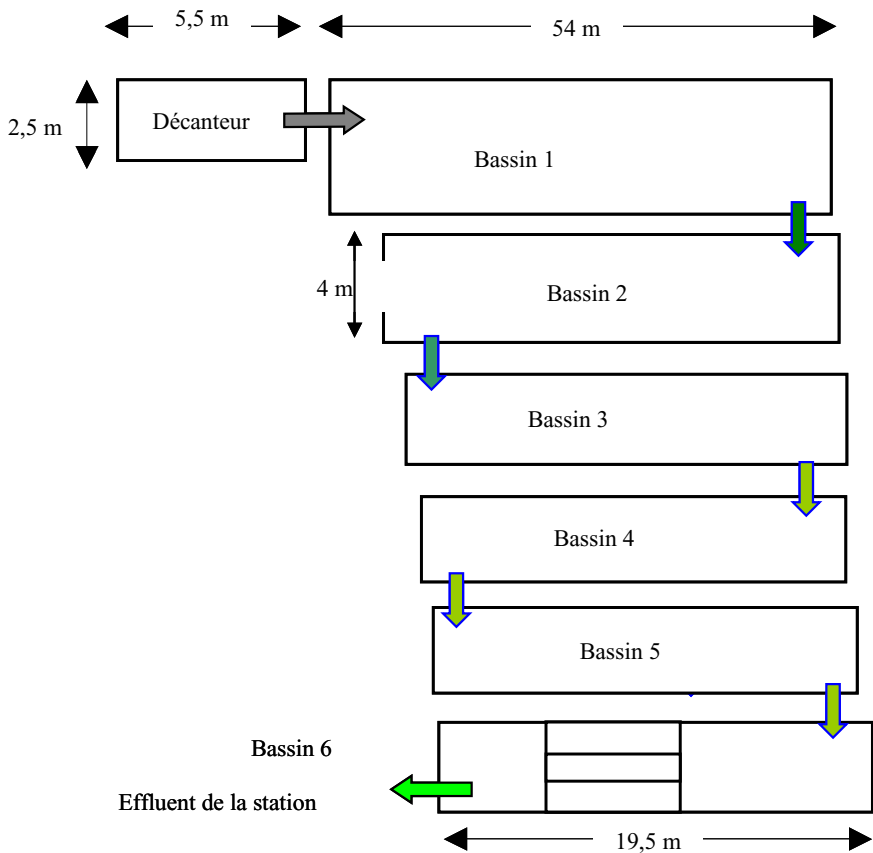 5,5 m
54 m
2,5 m
Décanteur
Bassin 1
4 m
Bassin 2
Bassin 3
Bassin 4
Bassin 5
Bassin 6
Effluent de la station
19,5 m